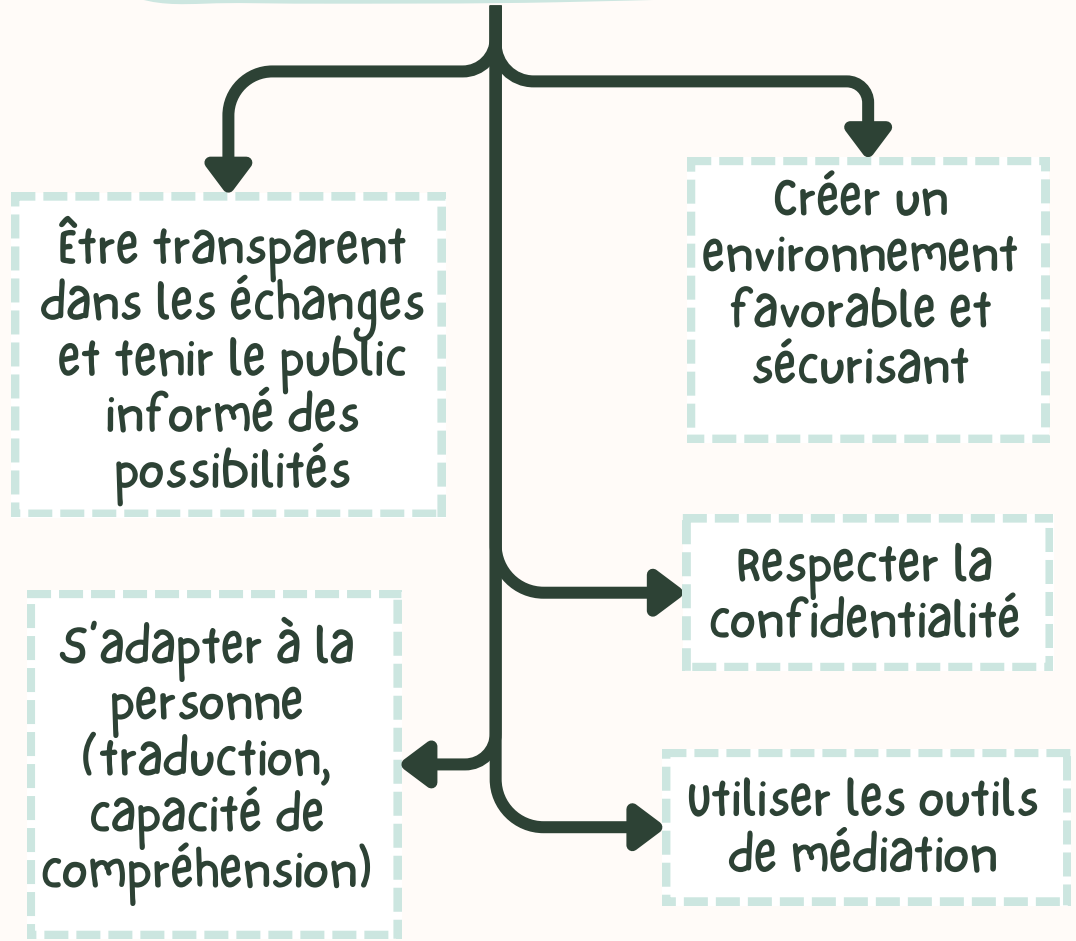 Être transparent
dans les échanges
et tenir le public
informé des
possibilités
Créer un
environnement
favorable et
sécurisant
Respecter la
confidentialité
S'adapter à la
personne
(traduction,
capacité de
compréhension)
Utiliser les outils
de médiation